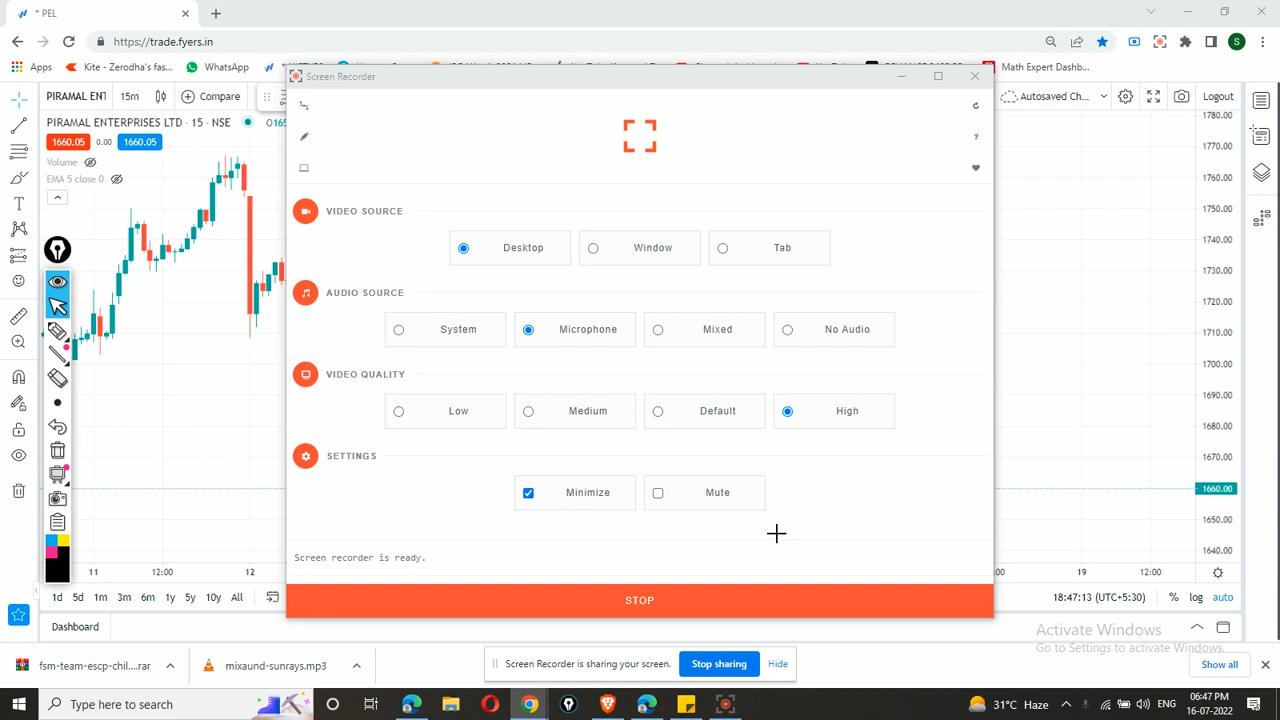 * PEL
https://trade.fyers.in
S
Apps
Kite - Zerodha's fas...
WhatsApp
Math Expert Dashb...
Screen Recorder
PIRAMAL ENT
15m
Compare
Autosaved Ch...
Logout
PIRAMAL ENTERPRISES LTD · 15 · NSE
1660.05
0.00
1660.05
Volume
EMA 5 close 0
VIDEO SOURCE
Desktop
Window
Tab
AUDIO SOURCE
System
Microphone
Mixed
No Audio
VIDEO QUALITY
Low
Medium
Default
High
SETTINGS
Minimize
Mute
Screen recorder is ready.
STOP
1780.00
1770.00
1760.00
1750.00
1740.00
1730.00
1720.00
1710.00
1700.00
1690.00
1680.00
1670.00
1660.00
1650.00
1640.00
11
12:00
12
19
12:00
1d
5d
1m
3m
6m
1y
5y
10y
All
18:47:13 (UTC+5:30)
%
log
auto
Dashboard
Activate Windows
Go to Settings to activate Windows.
fsm-team-escp-chil....rar
mixaund-sunrays.mp3
Screen Recorder is sharing your screen.
Stop sharing
Hide
Show all
Type here to search
31°C Haze
ENG
06:47 PM
16-07-2022